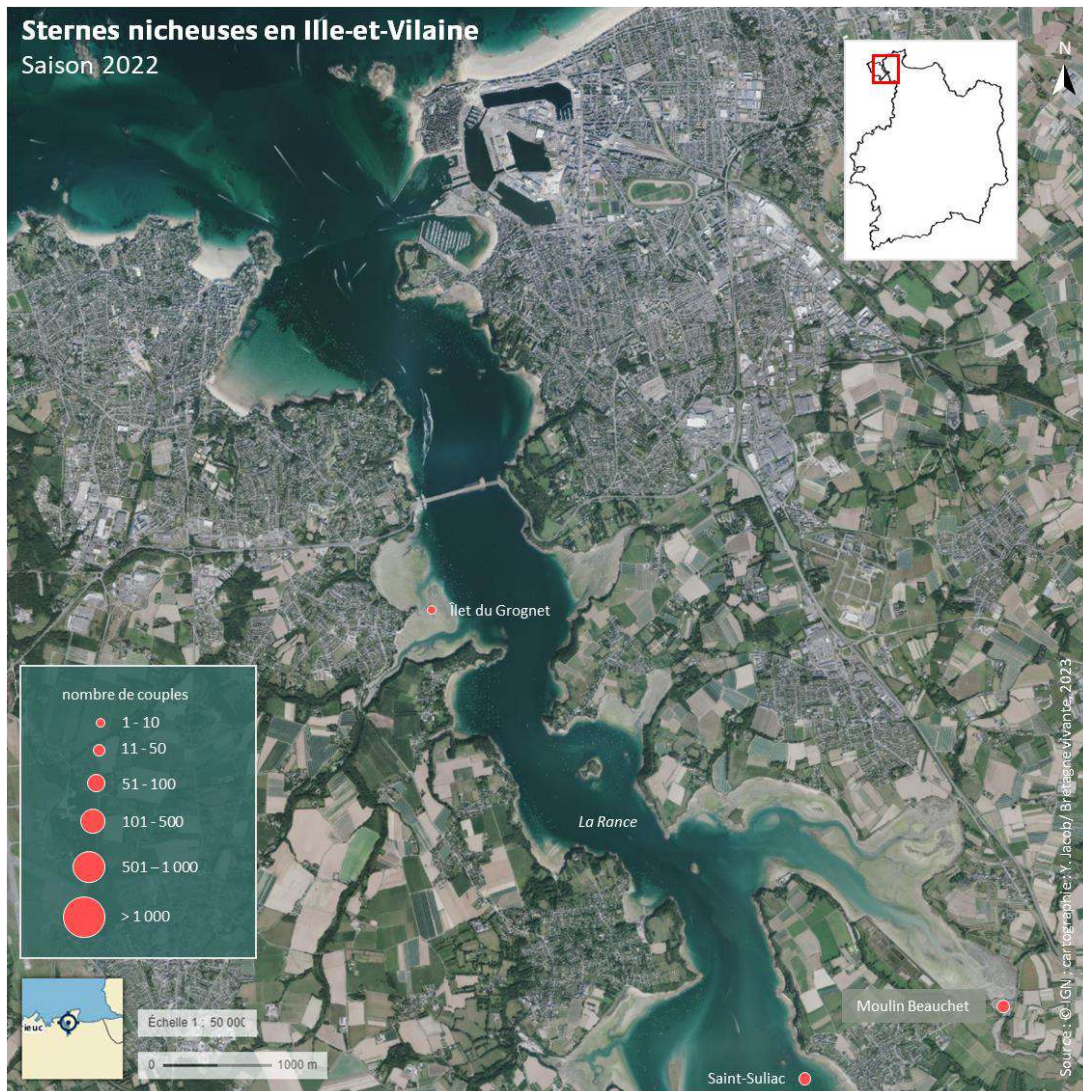 Sternes nicheuses en Ille-et-Vilaine
Saison 2022
N
Îlet du Grognet
nombre de couples
1 - 10
11 - 50
51 - 100
101 - 500
501 – 1 000
> 1 000
La Rance
Moulin Beauchet
Saint-Suliac
ieuc
Échelle 1 : 50 000
0 1000 m
Source : © IGN ; cartographie : Y. Jacob/ Bretagne vivante, 2023